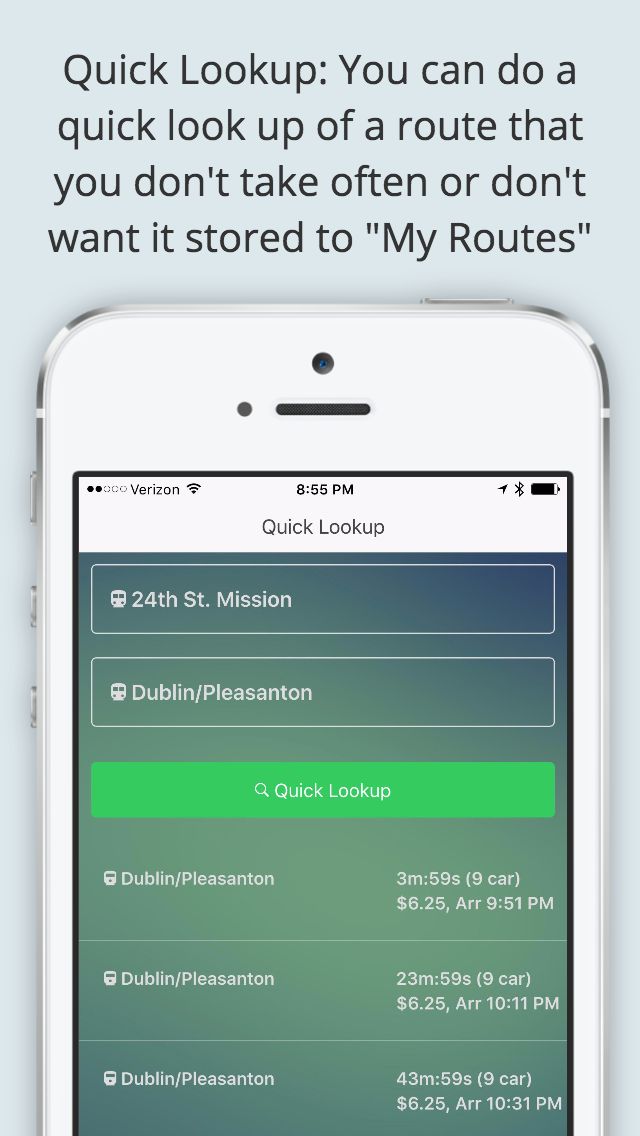 Quick Lookup: You can do a
quick look up of a route that
you don't take often or don't
want it stored to "My Routes"
Verizon 8:55 PM
Quick Lookup
24th St. Mission
Dublin/Pleasanton
Quick Lookup
Dublin/Pleasanton 3m:59s (9 car)
$6.25, Arr 9:51 PM
Dublin/Pleasanton 23m:59s (9 car)
$6.25, Arr 10:11 PM
Dublin/Pleasanton 43m:59s (9 car)
$6.25, Arr 10:31 PM